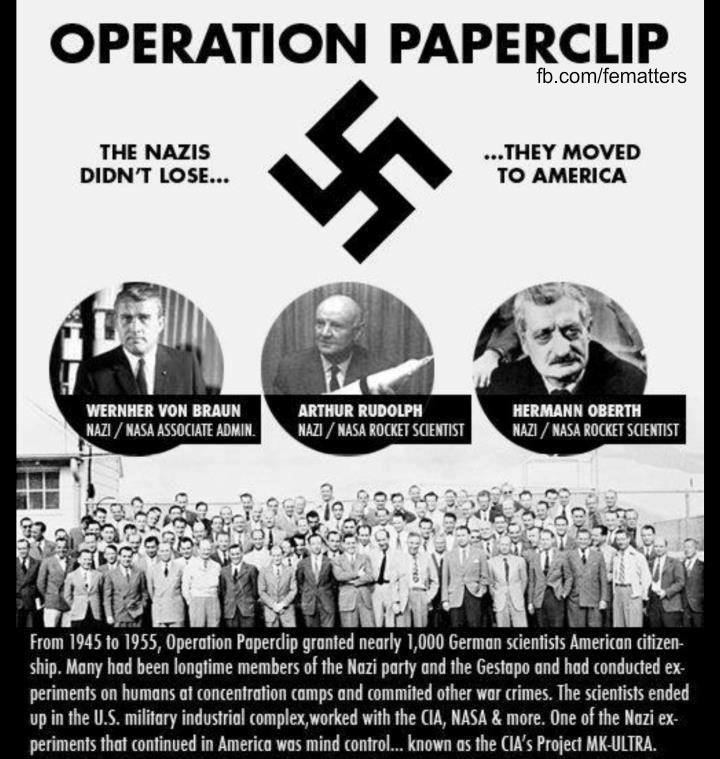 OPERATION PAPERCLIP
fb.com/fematters
THE NAZIS
DIDN'T LOSE...
...THEY MOVED
TO AMERICA
WERNHER VON BRAUN
NAZI / NASA ASSOCIATE ADMIN.
ARTHUR RUDOLPH
NAZI / NASA ROCKET SCIENTIST
HERMANN OBERTH
NAZI / NASA ROCKET SCIENTIST
From 1945 to 1955, Operation Paperclip granted nearly 1,000 German scientists American citizen-
ship. Many had been longtime members of the Nazi party and the Gestapo and had conducted ex-
periments on humans at concentration camps and commited other war crimes. The scientists ended
up in the U.S. military industrial complex,worked with the CIA, NASA & more. One of the Nazi ex-
periments that continued in America was mind control... known as the CIA's Project MK-ULTRA.